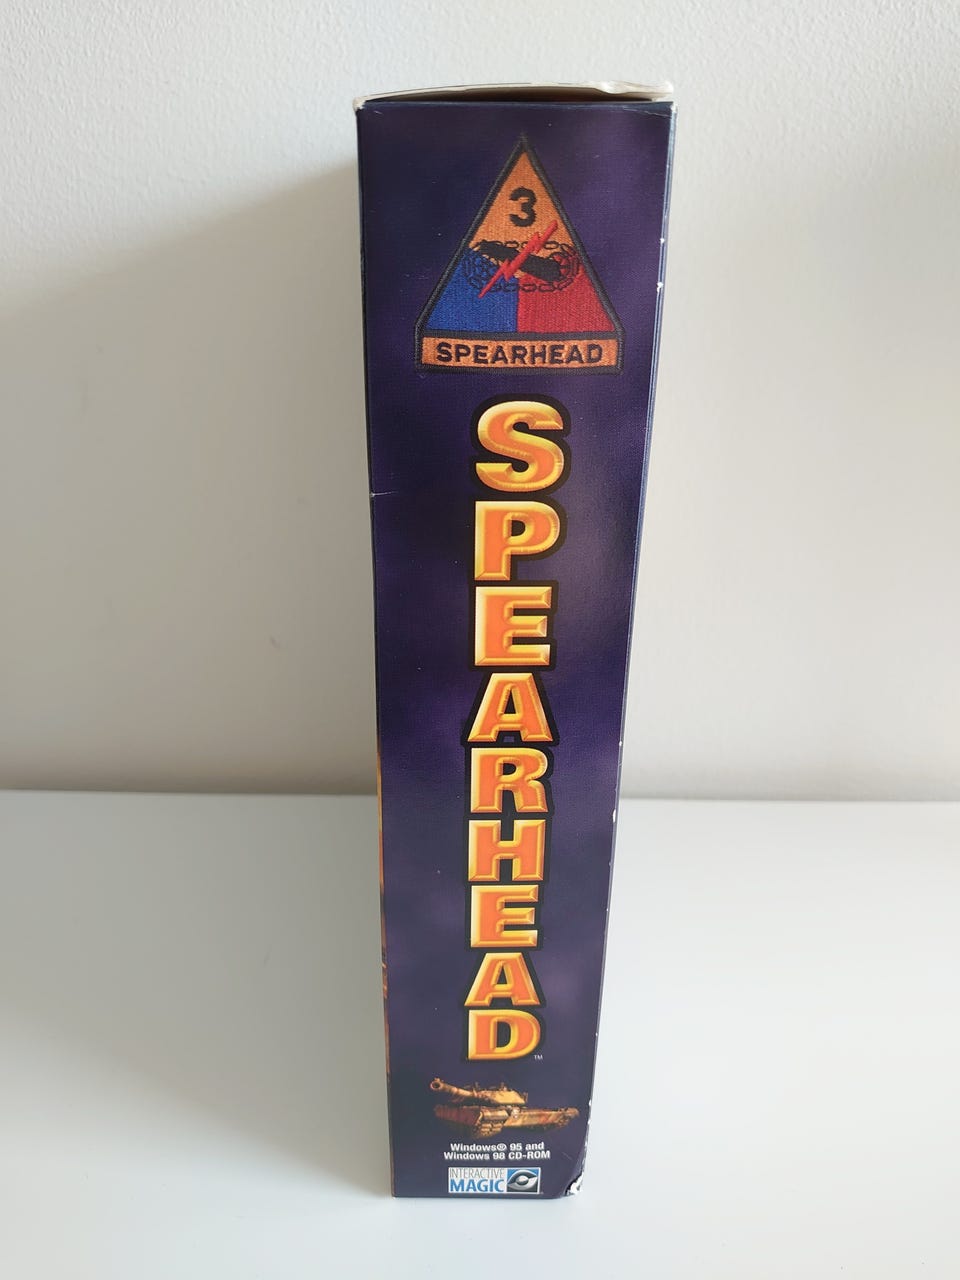 3
SPEARHEAD
SPEARHEAD™
Windows® 95 and
Windows 98 CD-ROM
INTERACTIVE
MAGIC